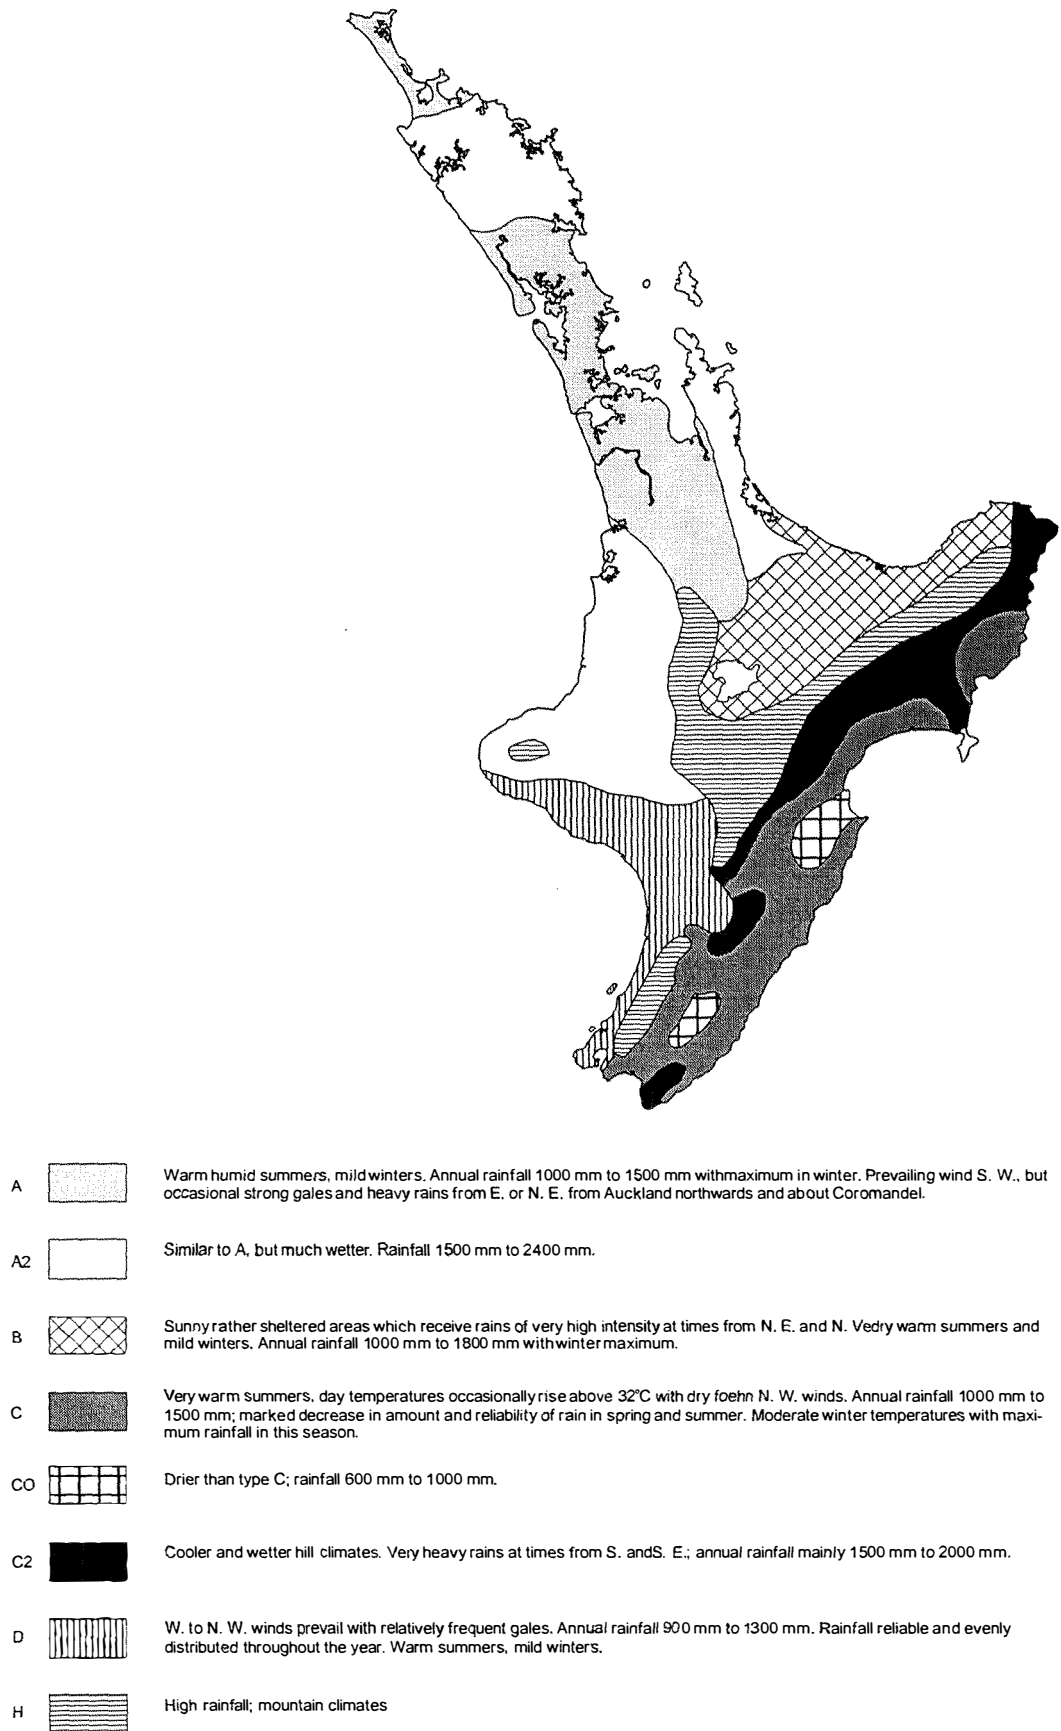 A
Warm humid summers, mild winters. Annual rainfall 1000 mm to 1500 mm withmaximum in winter. Prevailing wind S. W., but
occasional strong gales and heavy rains from E. or N. E. from Auckland northwards and about Coromandel.
A2
Similar to A, but much wetter. Rainfall 1500 mm to 2400 mm.
B
Sunny rather sheltered areas which receive rains of very high intensity at times from N. E. and N. Vedry warm summers and
mild winters. Annual rainfall 1000 mm to 1800 mm with winter maximum.
C
Very warm summers, day temperatures occasionally rise above 32°C with dry foehn N. W. winds. Annual rainfall 1000 mm to
1500 mm; marked decrease in amount and reliability of rain in spring and summer. Moderate winter temperatures with maxi-
mum rainfall in this season.
CO
Drier than type C; rainfall 600 mm to 1000 mm.
C2
Cooler and wetter hill climates. Very heavy rains at times from S. andS. E.; annual rainfall mainly 1500 mm to 2000 mm.
D
W. to N. W. winds prevail with relatively frequent gales. Annual rainfall 900 mm to 1300 mm. Rainfall reliable and evenly
distributed throughout the year. Warm summers, mild winters.
H
High rainfall; mountain climates